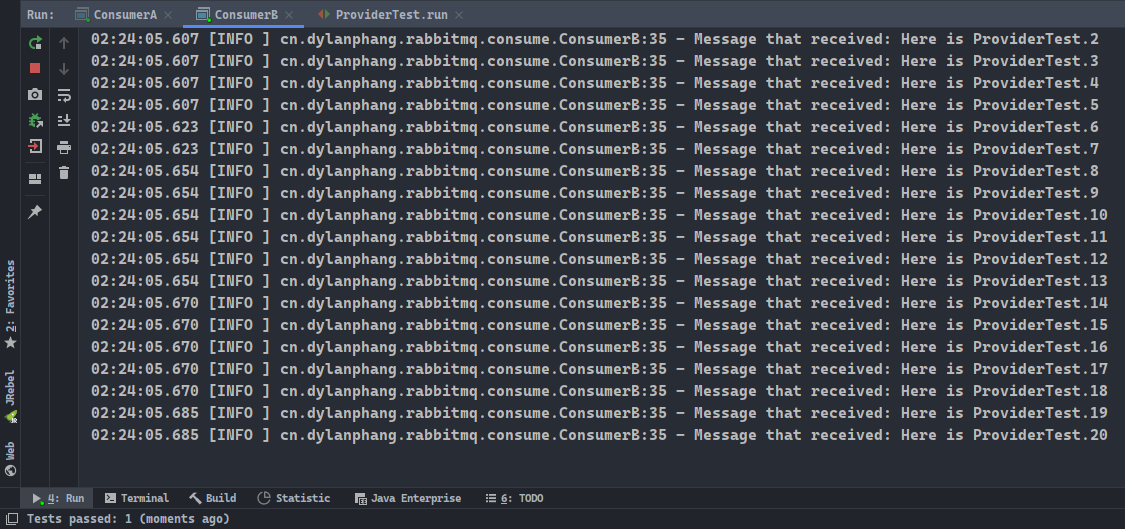 Run: ConsumerA ConsumerB ProviderTest.run
02:24:05.607 [INFO ] cn.dylanphang.rabbitmq.consume.ConsumerB:35 - Message that received: Here is ProviderTest.2
02:24:05.607 [INFO ] cn.dylanphang.rabbitmq.consume.ConsumerB:35 - Message that received: Here is ProviderTest.3
02:24:05.607 [INFO ] cn.dylanphang.rabbitmq.consume.ConsumerB:35 - Message that received: Here is ProviderTest.4
02:24:05.607 [INFO ] cn.dylanphang.rabbitmq.consume.ConsumerB:35 - Message that received: Here is ProviderTest.5
02:24:05.623 [INFO ] cn.dylanphang.rabbitmq.consume.ConsumerB:35 - Message that received: Here is ProviderTest.6
02:24:05.623 [INFO ] cn.dylanphang.rabbitmq.consume.ConsumerB:35 - Message that received: Here is ProviderTest.7
02:24:05.654 [INFO ] cn.dylanphang.rabbitmq.consume.ConsumerB:35 - Message that received: Here is ProviderTest.8
02:24:05.654 [INFO ] cn.dylanphang.rabbitmq.consume.ConsumerB:35 - Message that received: Here is ProviderTest.9
02:24:05.654 [INFO ] cn.dylanphang.rabbitmq.consume.ConsumerB:35 - Message that received: Here is ProviderTest.10
02:24:05.654 [INFO ] cn.dylanphang.rabbitmq.consume.ConsumerB:35 - Message that received: Here is ProviderTest.11
02:24:05.654 [INFO ] cn.dylanphang.rabbitmq.consume.ConsumerB:35 - Message that received: Here is ProviderTest.12
02:24:05.654 [INFO ] cn.dylanphang.rabbitmq.consume.ConsumerB:35 - Message that received: Here is ProviderTest.13
02:24:05.670 [INFO ] cn.dylanphang.rabbitmq.consume.ConsumerB:35 - Message that received: Here is ProviderTest.14
02:24:05.670 [INFO ] cn.dylanphang.rabbitmq.consume.ConsumerB:35 - Message that received: Here is ProviderTest.15
02:24:05.670 [INFO ] cn.dylanphang.rabbitmq.consume.ConsumerB:35 - Message that received: Here is ProviderTest.16
02:24:05.670 [INFO ] cn.dylanphang.rabbitmq.consume.ConsumerB:35 - Message that received: Here is ProviderTest.17
02:24:05.670 [INFO ] cn.dylanphang.rabbitmq.consume.ConsumerB:35 - Message that received: Here is ProviderTest.18
02:24:05.685 [INFO ] cn.dylanphang.rabbitmq.consume.ConsumerB:35 - Message that received: Here is ProviderTest.19
02:24:05.685 [INFO ] cn.dylanphang.rabbitmq.consume.ConsumerB:35 - Message that received: Here is ProviderTest.20
2: Favorites
JRebel
Web
4: Run Terminal Build Statistic Java Enterprise 6: TODO
Tests passed: 1 (moments ago)